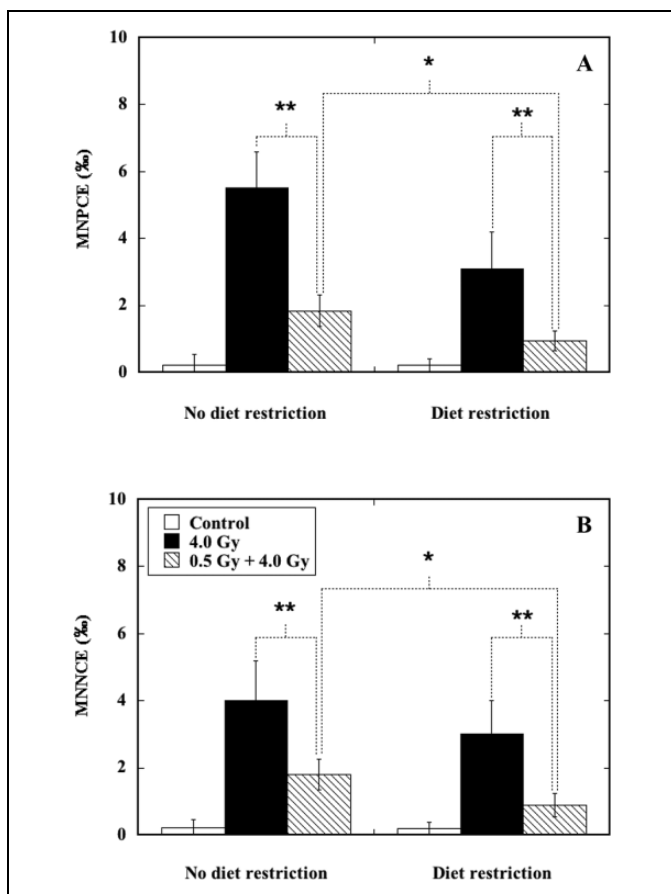 10
A
*
**
**
8
6
4
2
0
MNPCE (‰)
No diet restriction
Diet restriction
10
B
Control
4.0 Gy
0.5 Gy + 4.0 Gy
*
**
**
8
6
4
2
0
MNNCE (‰)
No diet restriction
Diet restriction